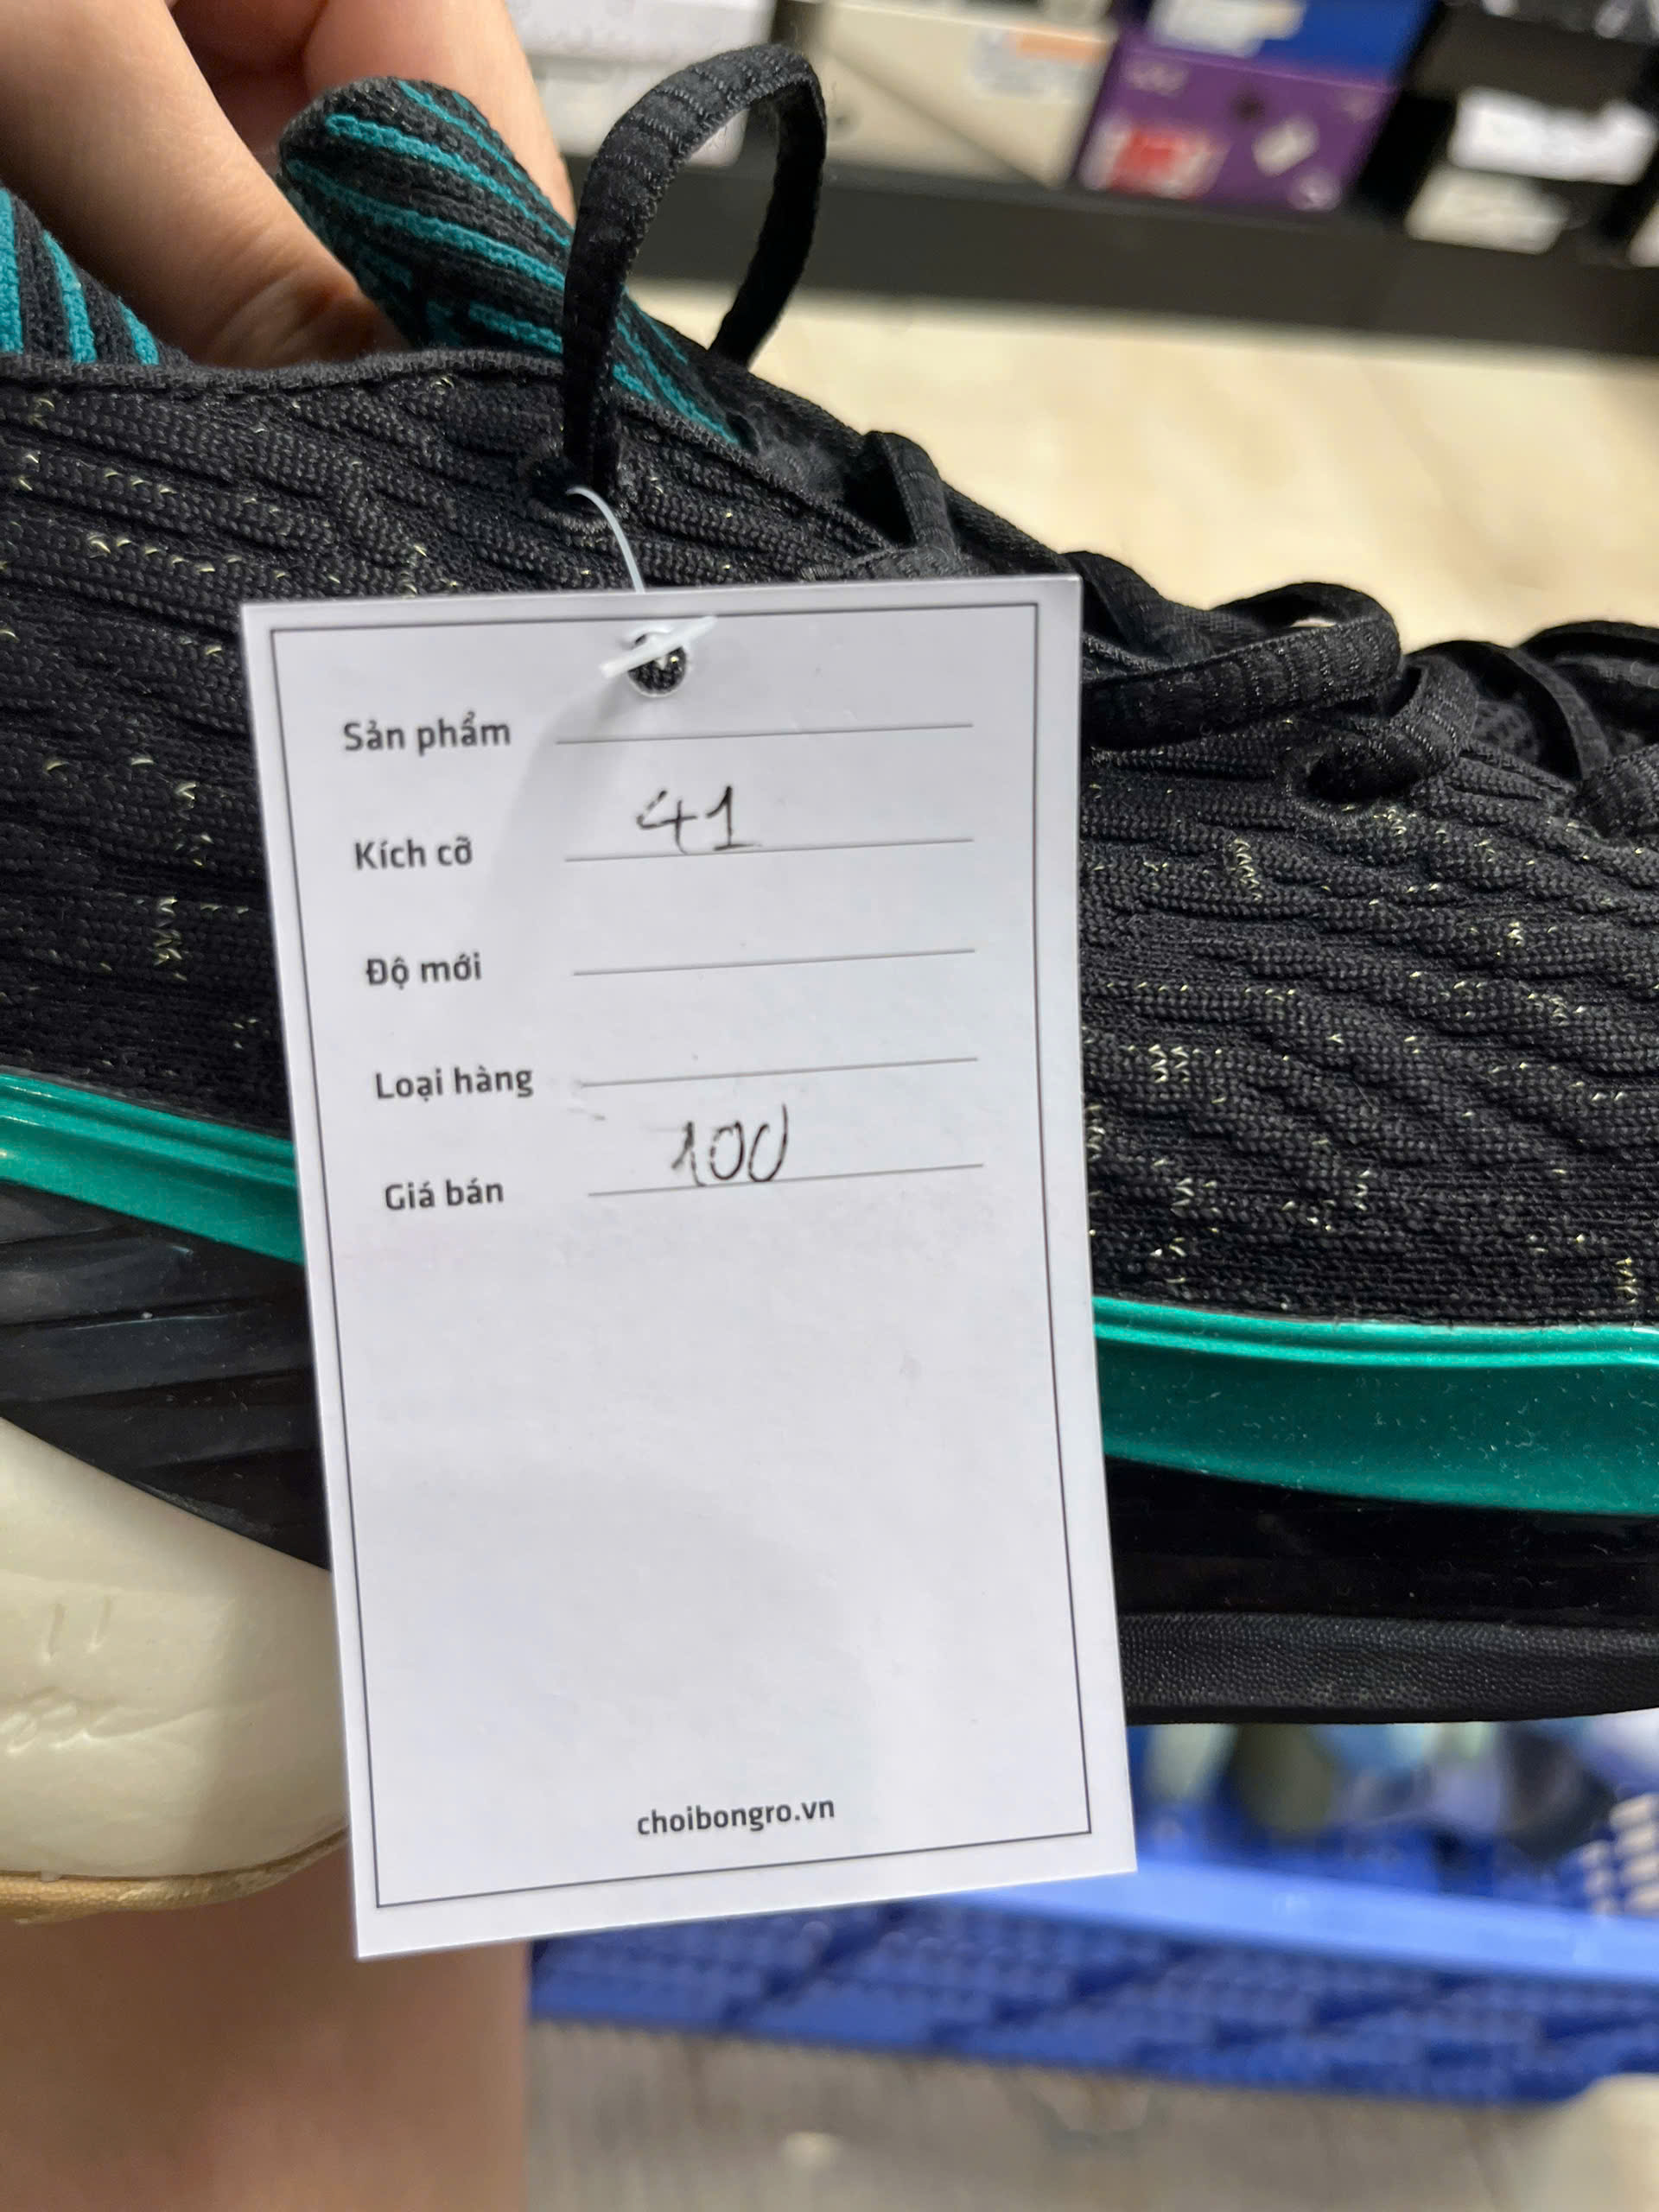 Sản phẩm
Kích cỡ 41
Độ mới
Loại hàng
Giá bán 100
choibongro.vn